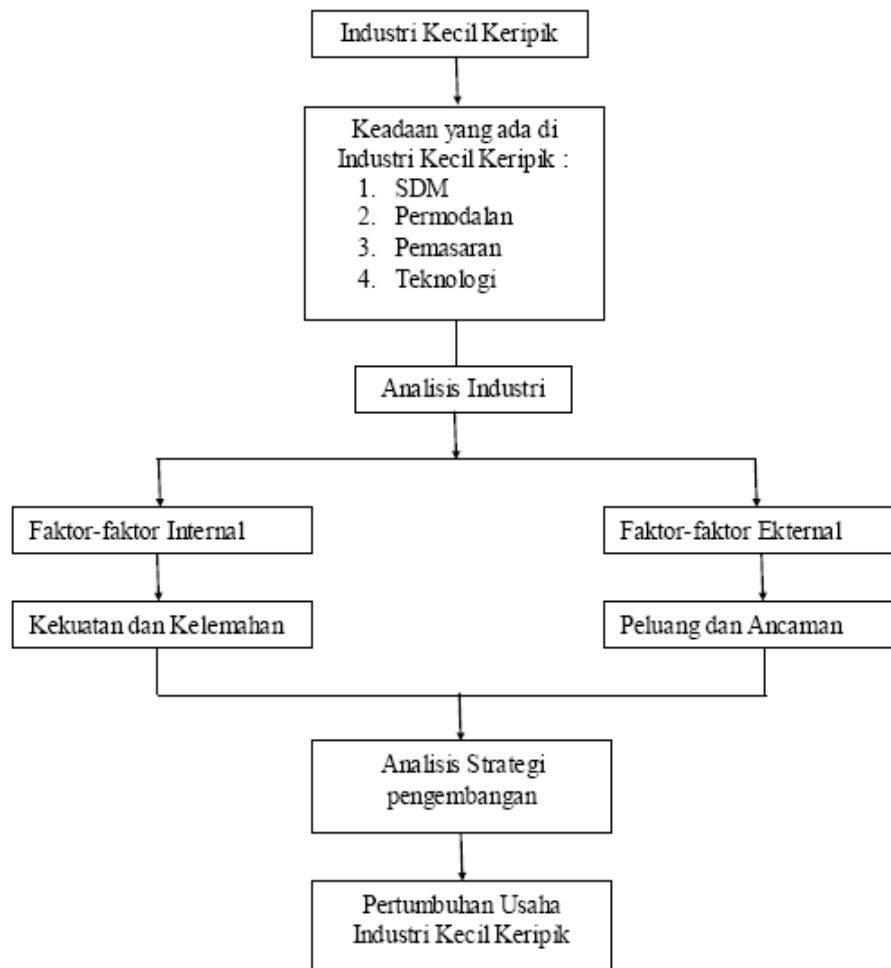 Industri Kecil Keripik
Keadaan yang ada di
Industri Kecil Keripik :
1. SDM
2. Permodalan
3. Pemasaran
4. Teknologi
Analisis Industri
Faktor-faktor Internal
Faktor-faktor Ekternal
Kekuatan dan Kelemahan
Peluang dan Ancaman
Analisis Strategi
pengembangan
Pertumbuhan Usaha
Industri Kecil Keripik